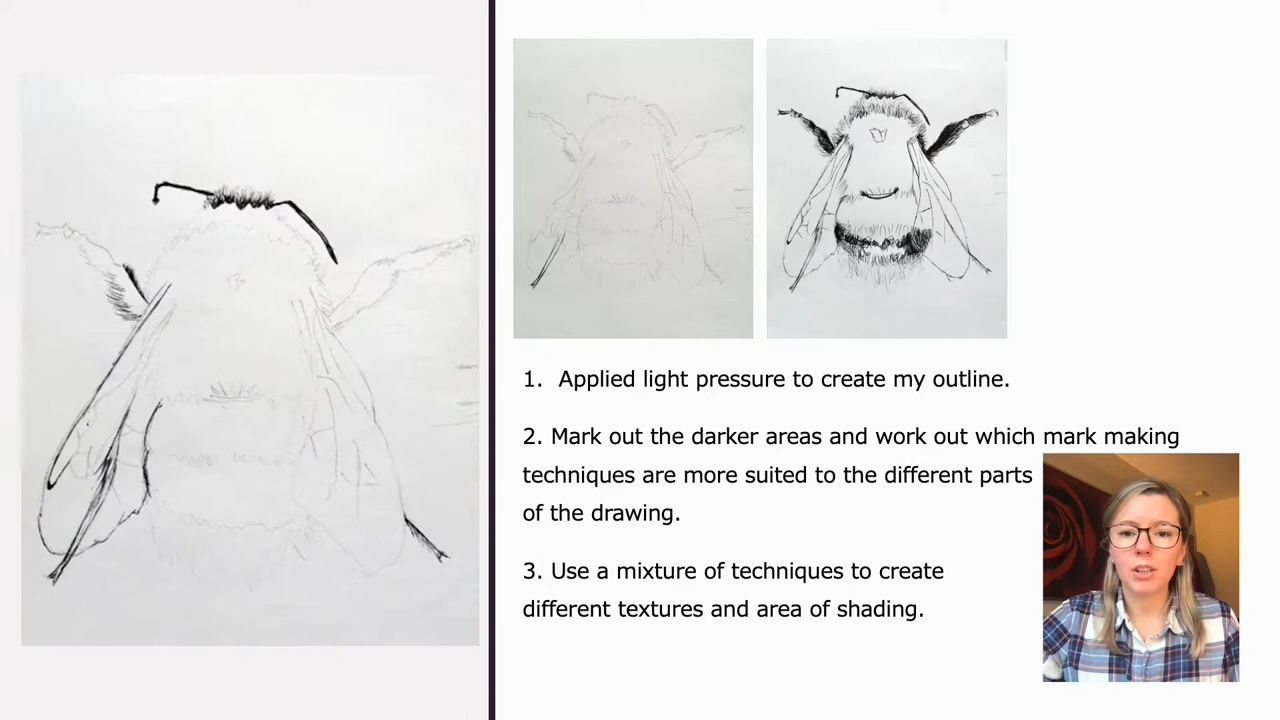 1. Applied light pressure to create my outline.
2. Mark out the darker areas and work out which mark making
techniques are more suited to the different parts
of the drawing.
3. Use a mixture of techniques to create
different textures and area of shading.